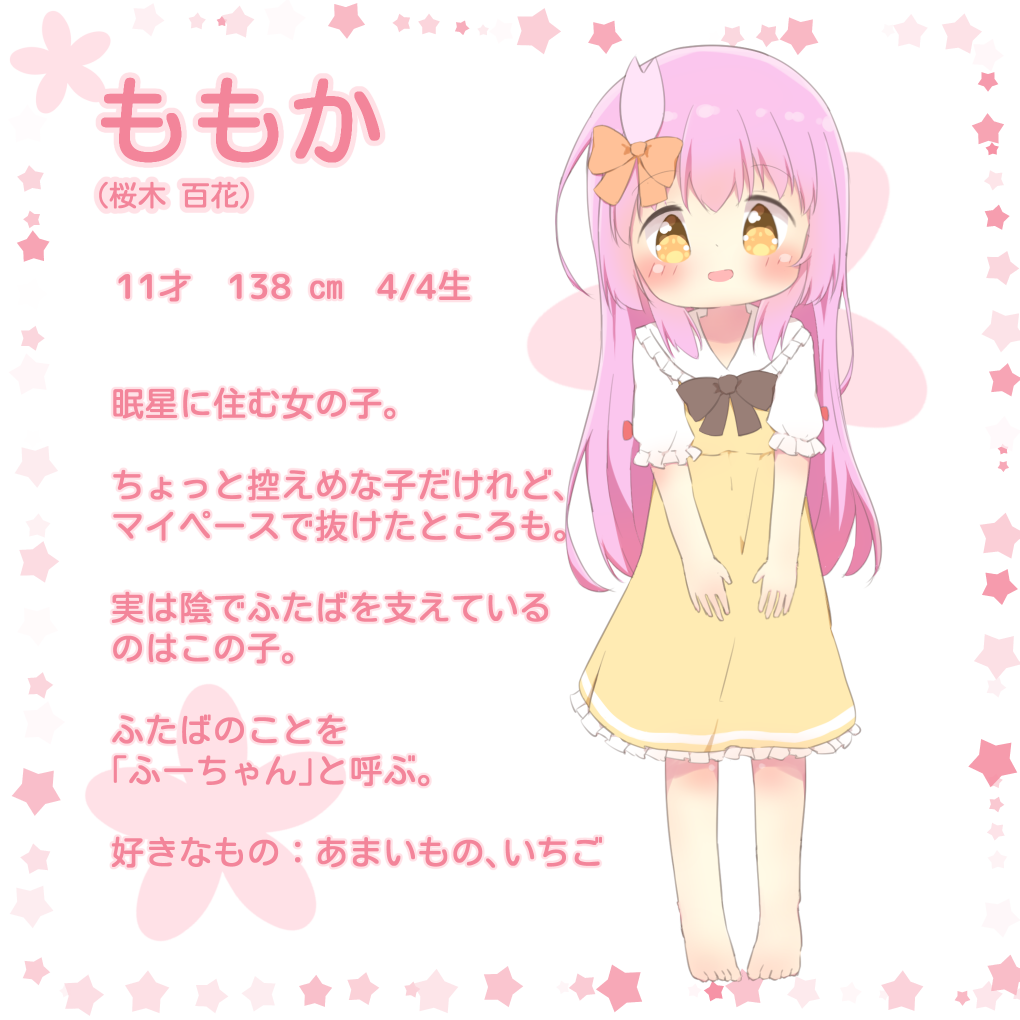 ももか
（桜木 百花）
11才　138 ㎝　4/4生
眠星に住む女の子。
ちょっと控えめな子だけれど、
マイペースで抜けたところも。
実は陰でふたばを支えている
のはこの子。
ふたばのことを
「ふーちゃん」と呼ぶ。
好きなもの：あまいもの、いちご